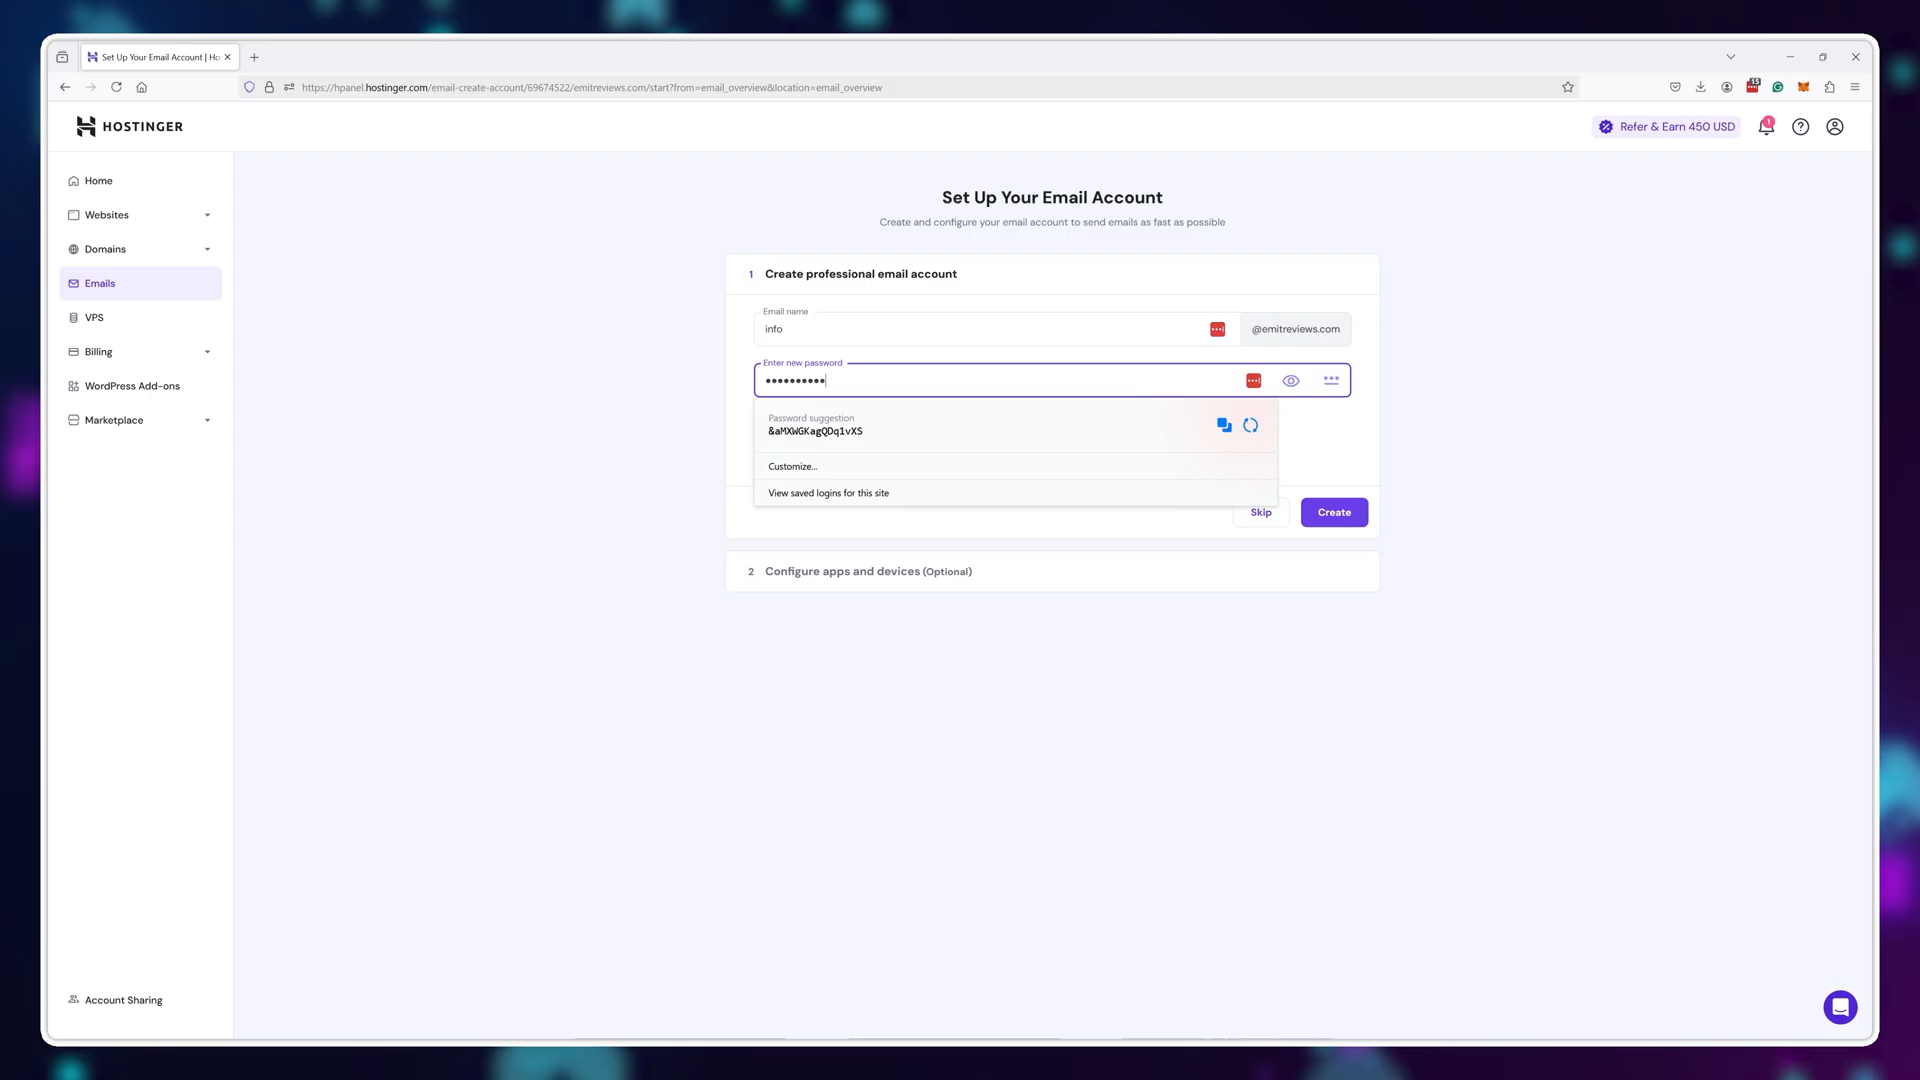 Set Up Your Email Account | Ho
https://hpanel.hostinger.com/email-create-account/69674522/emitreviews.com/start?from=email_overview&location=email_overview
15
HOSTINGER
Refer & Earn 450 USD
1
Home
Websites
Domains
Emails
VPS
Billing
WordPress Add-ons
Marketplace
Account Sharing
Set Up Your Email Account
Create and configure your email account to send emails as fast as possible
1 Create professional email account
Email name
info
@emitreviews.com
Enter new password
••••••••••
Password suggestion
&aMXWGKagQDq1vXS
Customize...
View saved logins for this site
Skip
Create
2 Configure apps and devices (Optional)